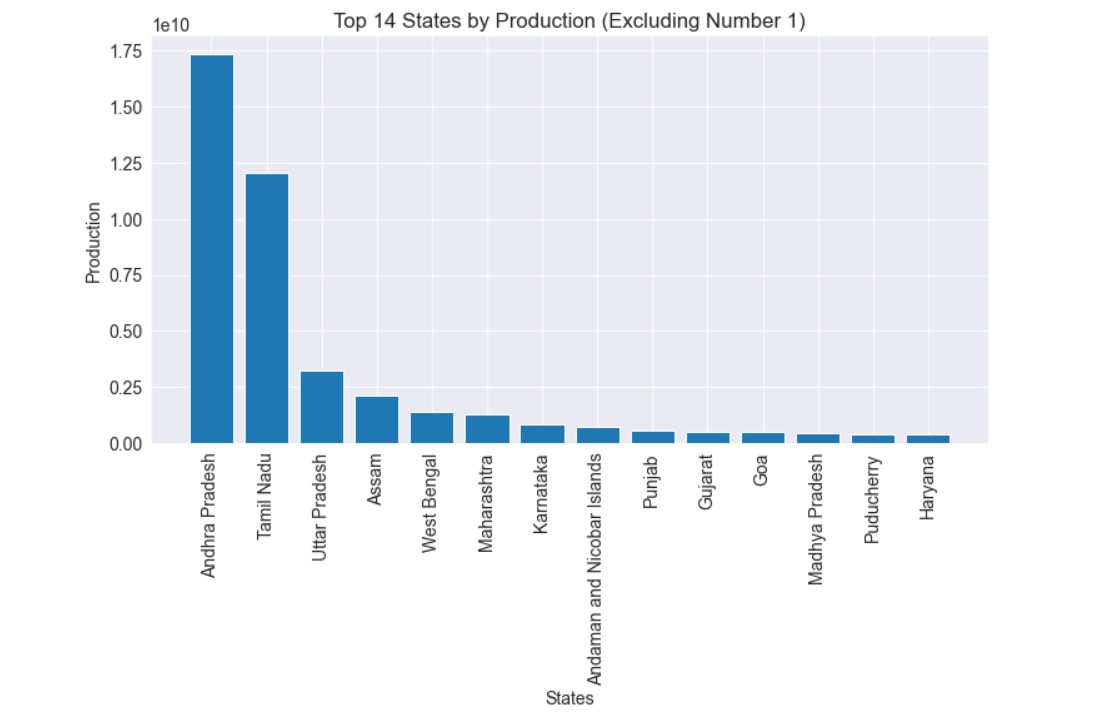 Top 14 States by Production (Excluding Number 1)
1e10
1.75
1.50
1.25
1.00
0.75
0.50
0.25
0.00
Production
Andhra Pradesh
Tamil Nadu
Uttar Pradesh
Assam
West Bengal
Maharashtra
Karnataka
Andaman and Nicobar Islands
Punjab
Gujarat
Goa
Madhya Pradesh
Puducherry
Haryana
States